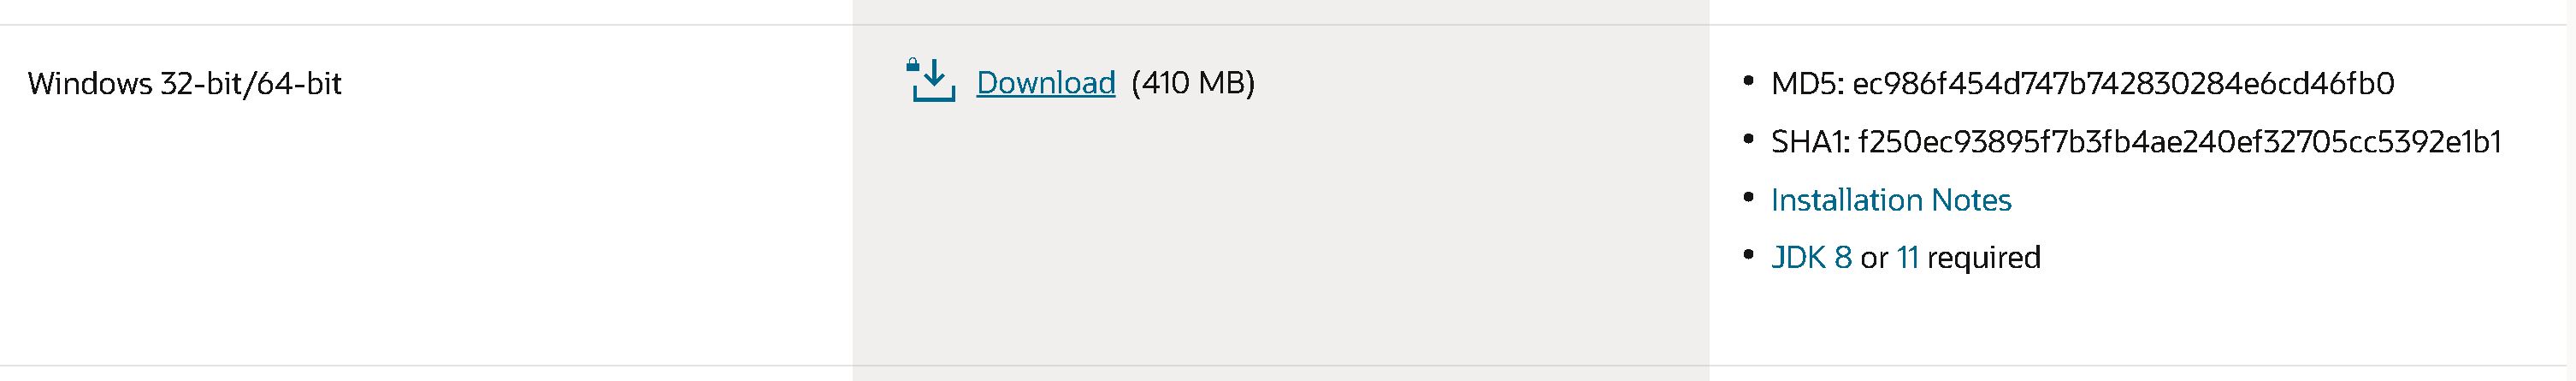 Windows 32-bit/64-bit
Download (410 MB)
• MD5: ec986f454d747b742830284e6cd46fb0
• SHA1: f250ec93895f7b3fb4ae240ef32705cc5392e1b1
• Installation Notes
• JDK 8 or 11 required